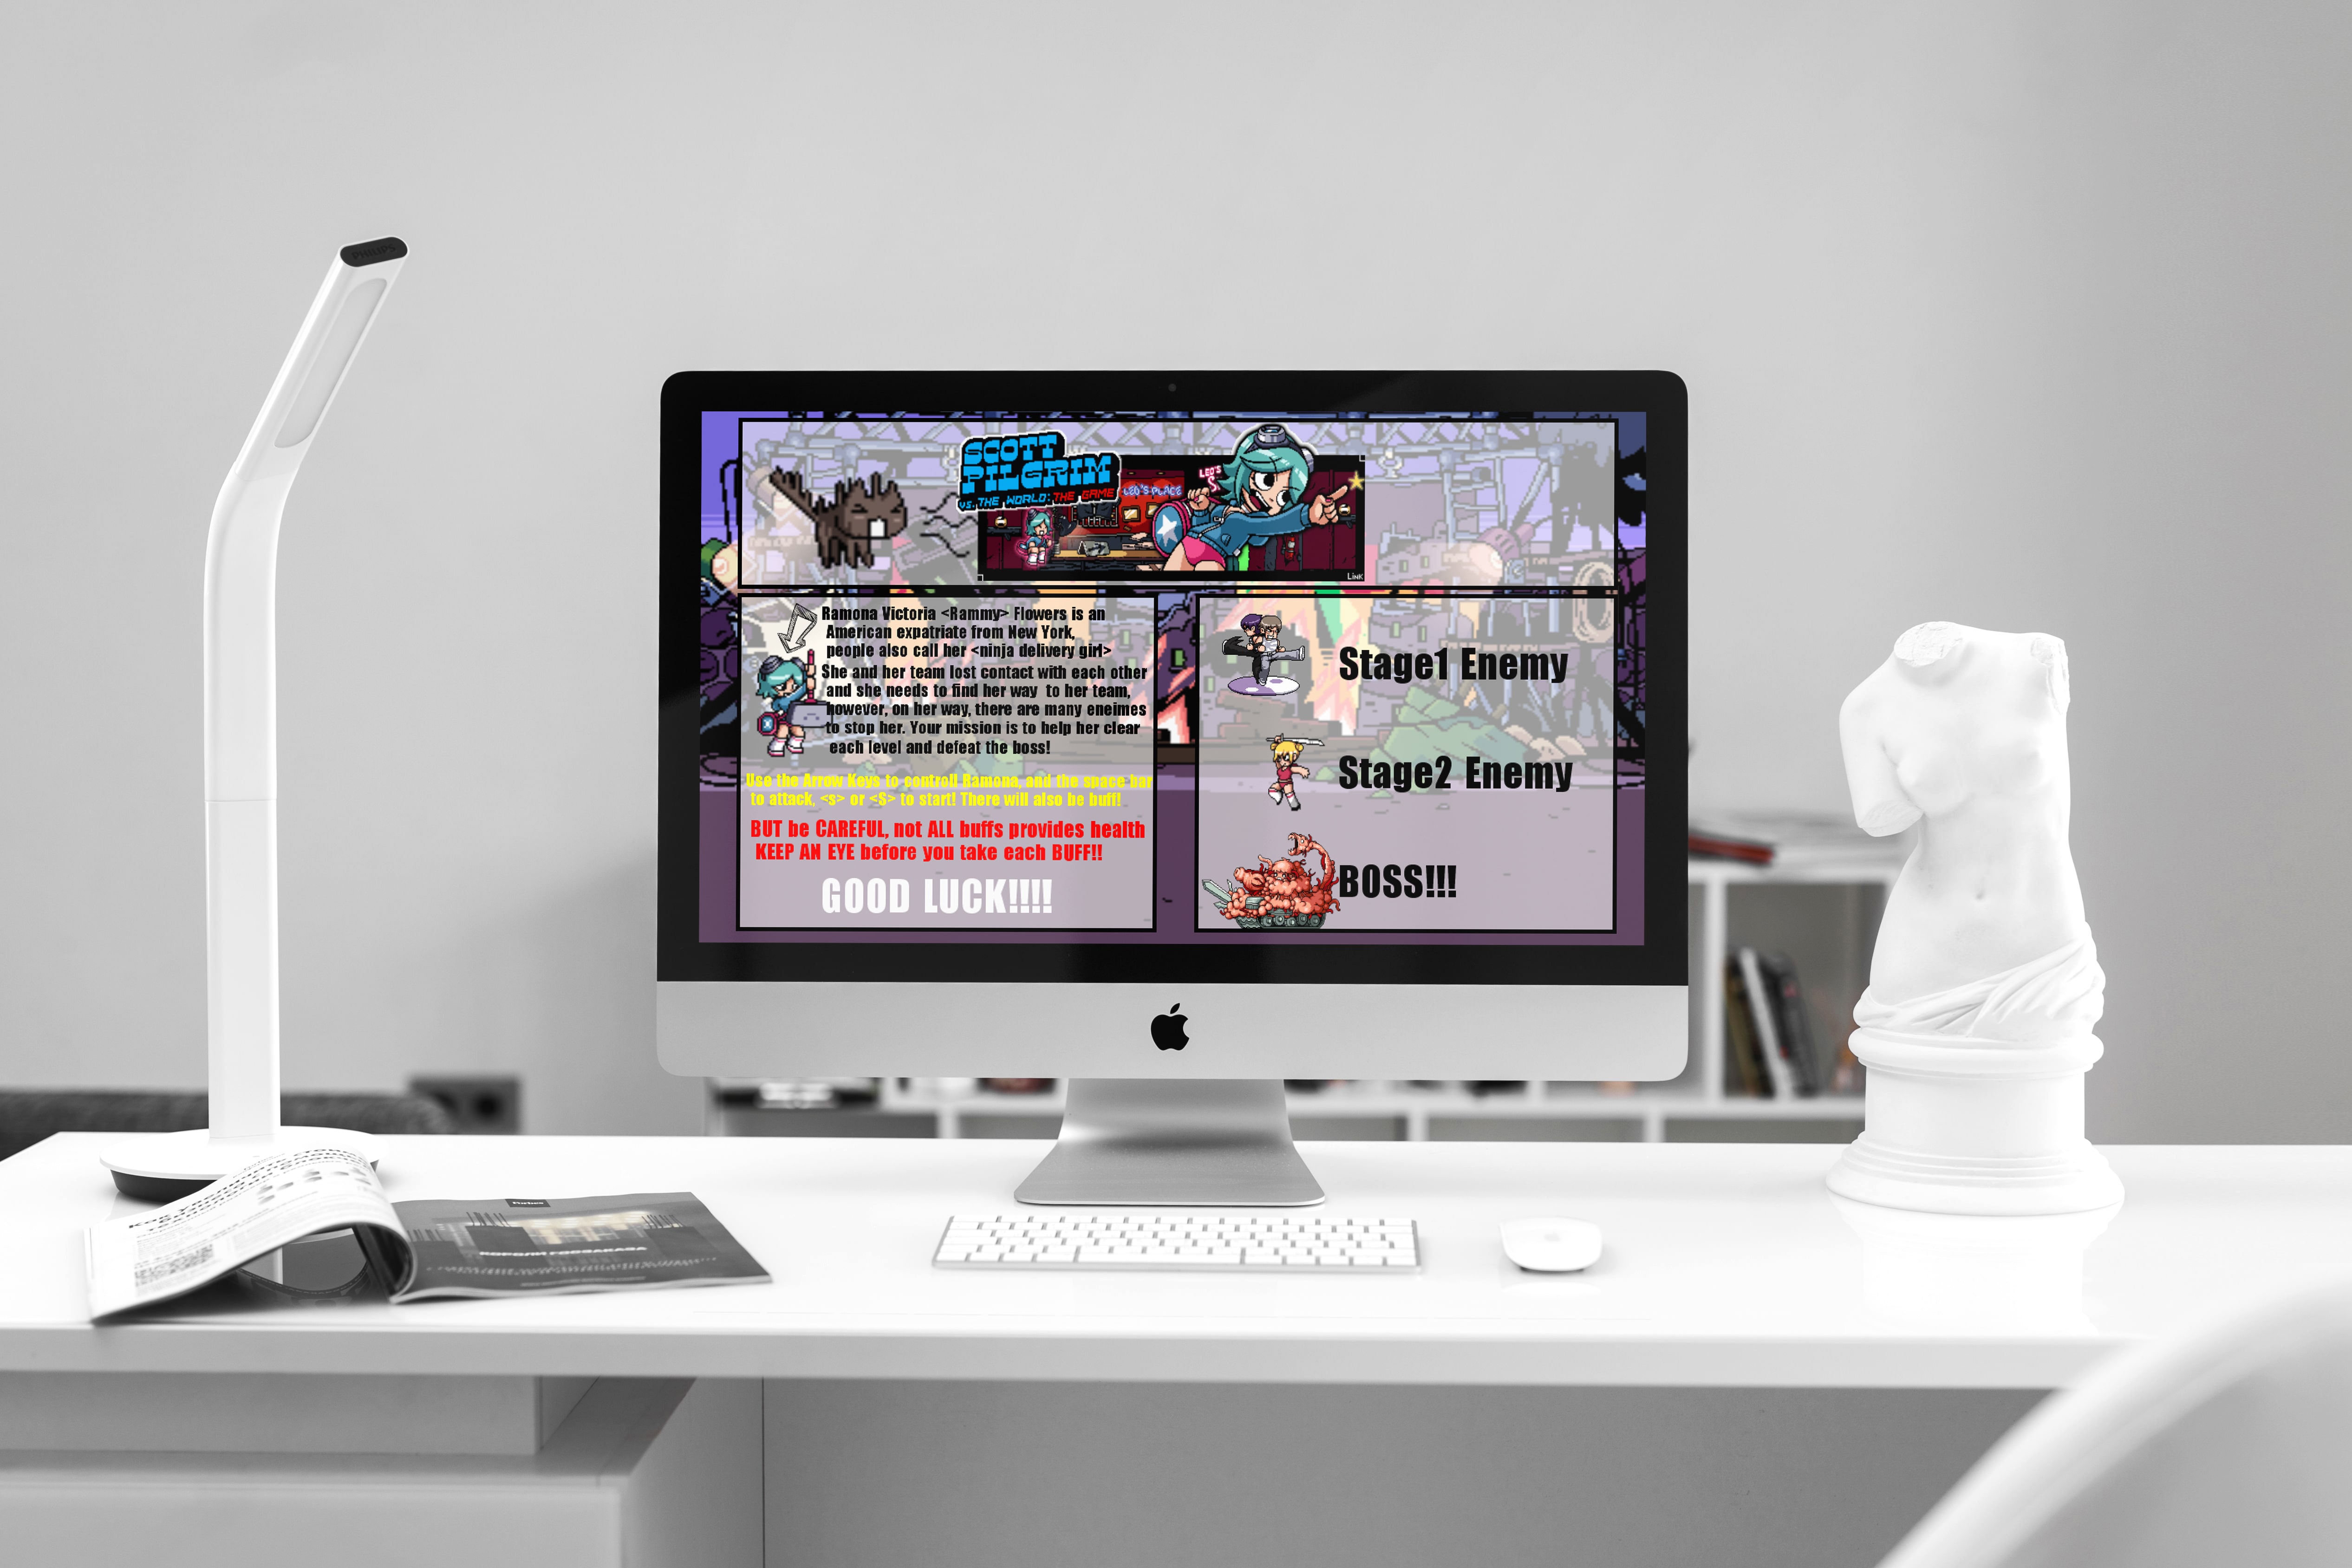 PHILIPS
SCOTT
PILGRIM
VS. THE WORLD: THE GAME
LEO'S PLACE
LEO'S
Link
Ramona Victoria <Rammy> Flowers is an
American expatriate from New York,
people also call her <ninja delivery girl>
She and her team lost contact with each other
and she needs to find her way to her team,
however, on her way, there are many eneimes
to stop her. Your mission is to help her clear
each level and defeat the boss!
Use the Arrow Keys to controll Ramona, and the space bar
to attack, <s> or <S> to start! There will also be buff!
BUT be CAREFUL, not ALL buffs provides health
KEEP AN EYE before you take each BUFF!!
GOOD LUCK!!!!
Stage1 Enemy
Stage2 Enemy
BOSS!!!
Forbes